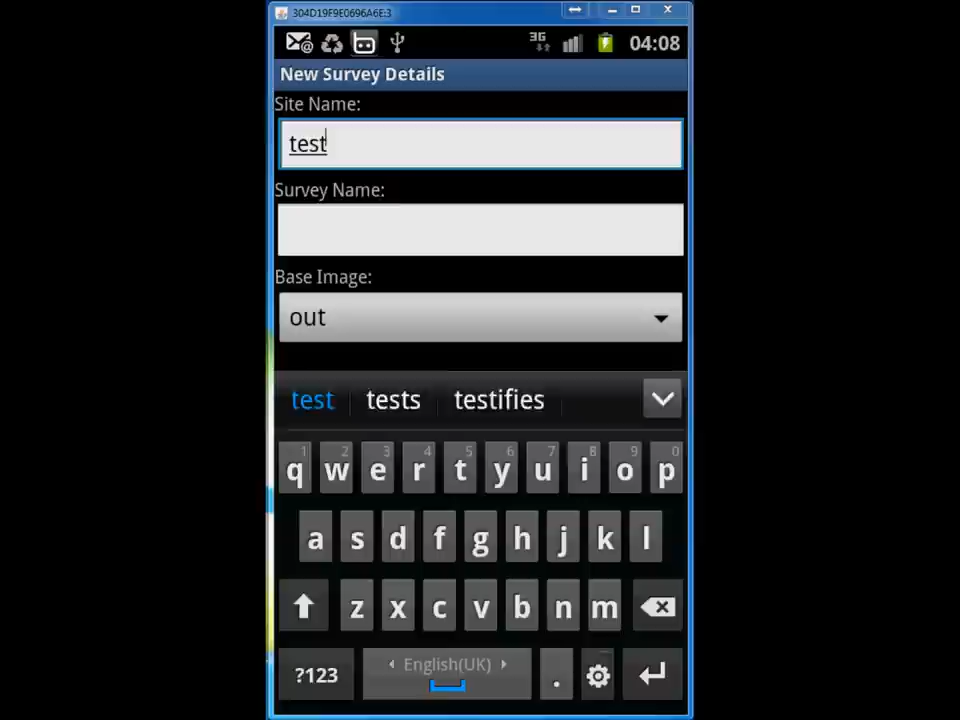 304D19F9E0696A6E:3
3G 04:08
New Survey Details
Site Name:
test
Survey Name:
Base Image:
out
test tests testifies
1 2 3 4 5 6 7 8 9 0
q w e r t y u i o p
a s d f g h j k l
z x c v b n m
?123 English(UK) .